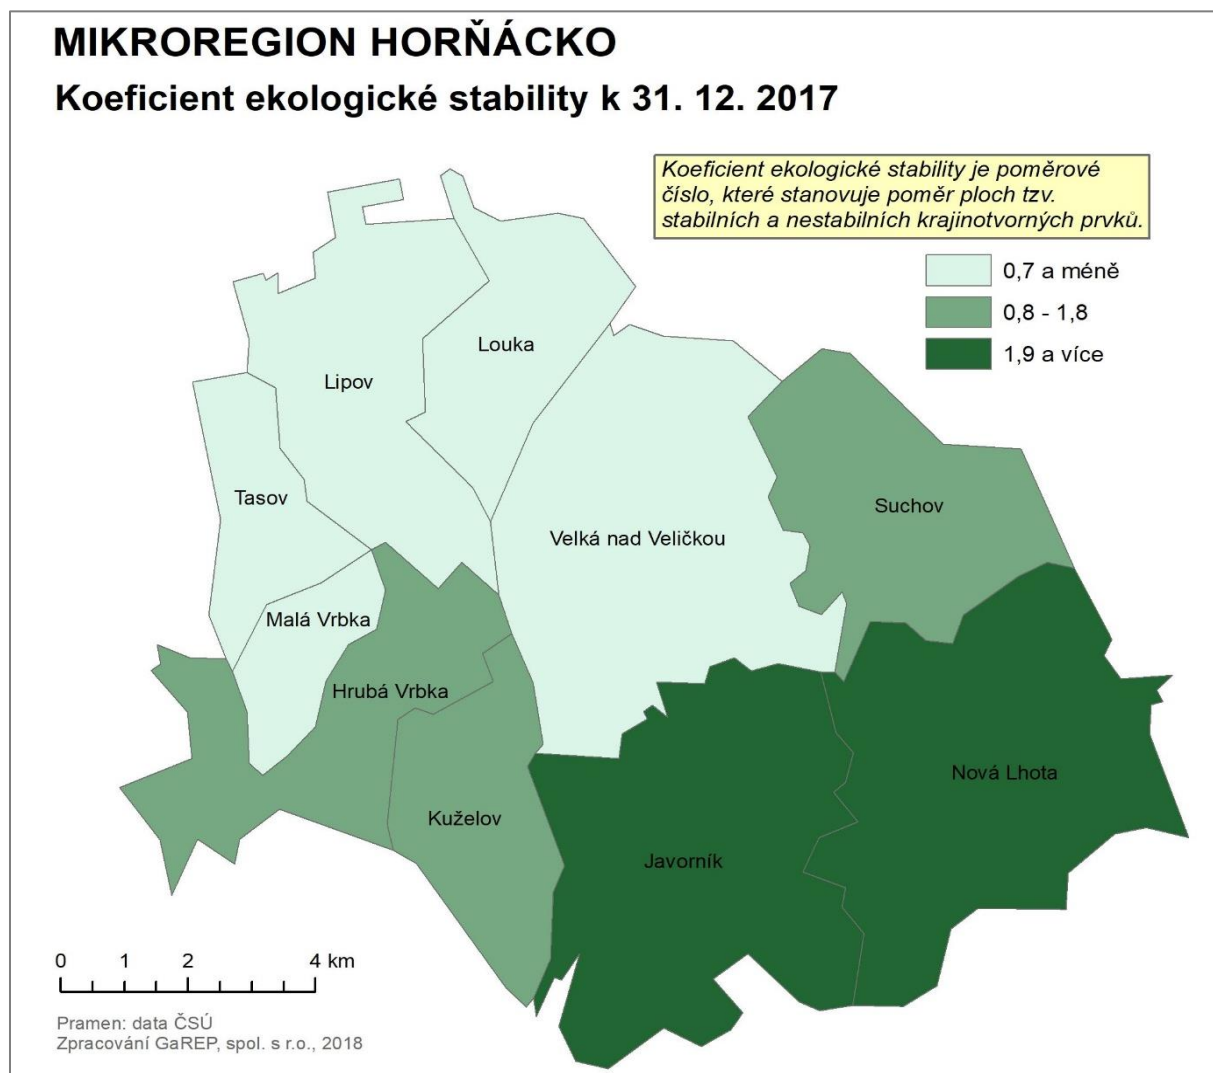 MIKROREGION HORŇÁCKO
Koeficient ekologické stability k 31. 12. 2017
Koeficient ekologické stability je poměrové
číslo, které stanovuje poměr ploch tzv.
stabilních a nestabilních krajinotvorných prvků.
0,7 a méně
0,8 - 1,8
1,9 a více
Louka
Lipov
Tasov
Suchov
Velká nad Veličkou
Malá Vrbka
Hrubá Vrbka
Nová Lhota
Kuželov
Javorník
0 1 2 4 km
Pramen: data ČSÚ
Zpracování GaREP, spol. s r.o., 2018